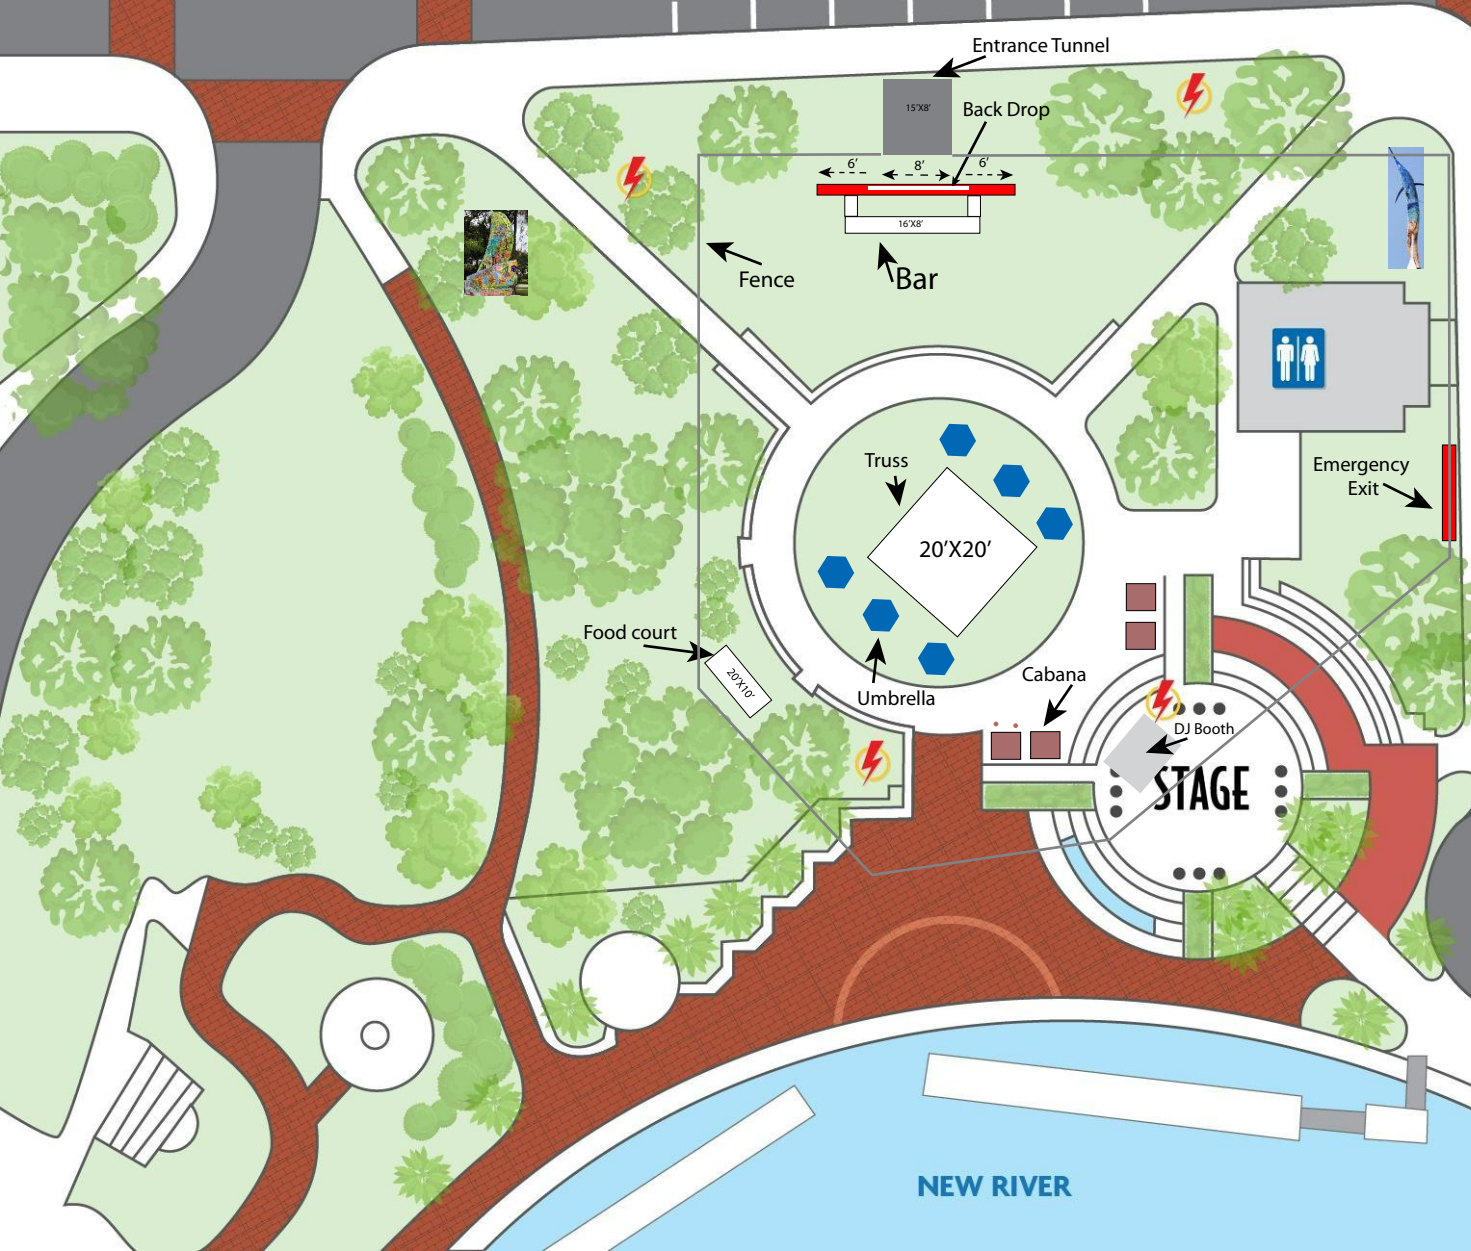 Entrance Tunnel
15'X8'
Back Drop
6'
8'
6'
16'X8'
Fence
Bar
Truss
Emergency
Exit
20'X20'
Food court
20'X10'
Cabana
Umbrella
DJ Booth
STAGE
NEW RIVER